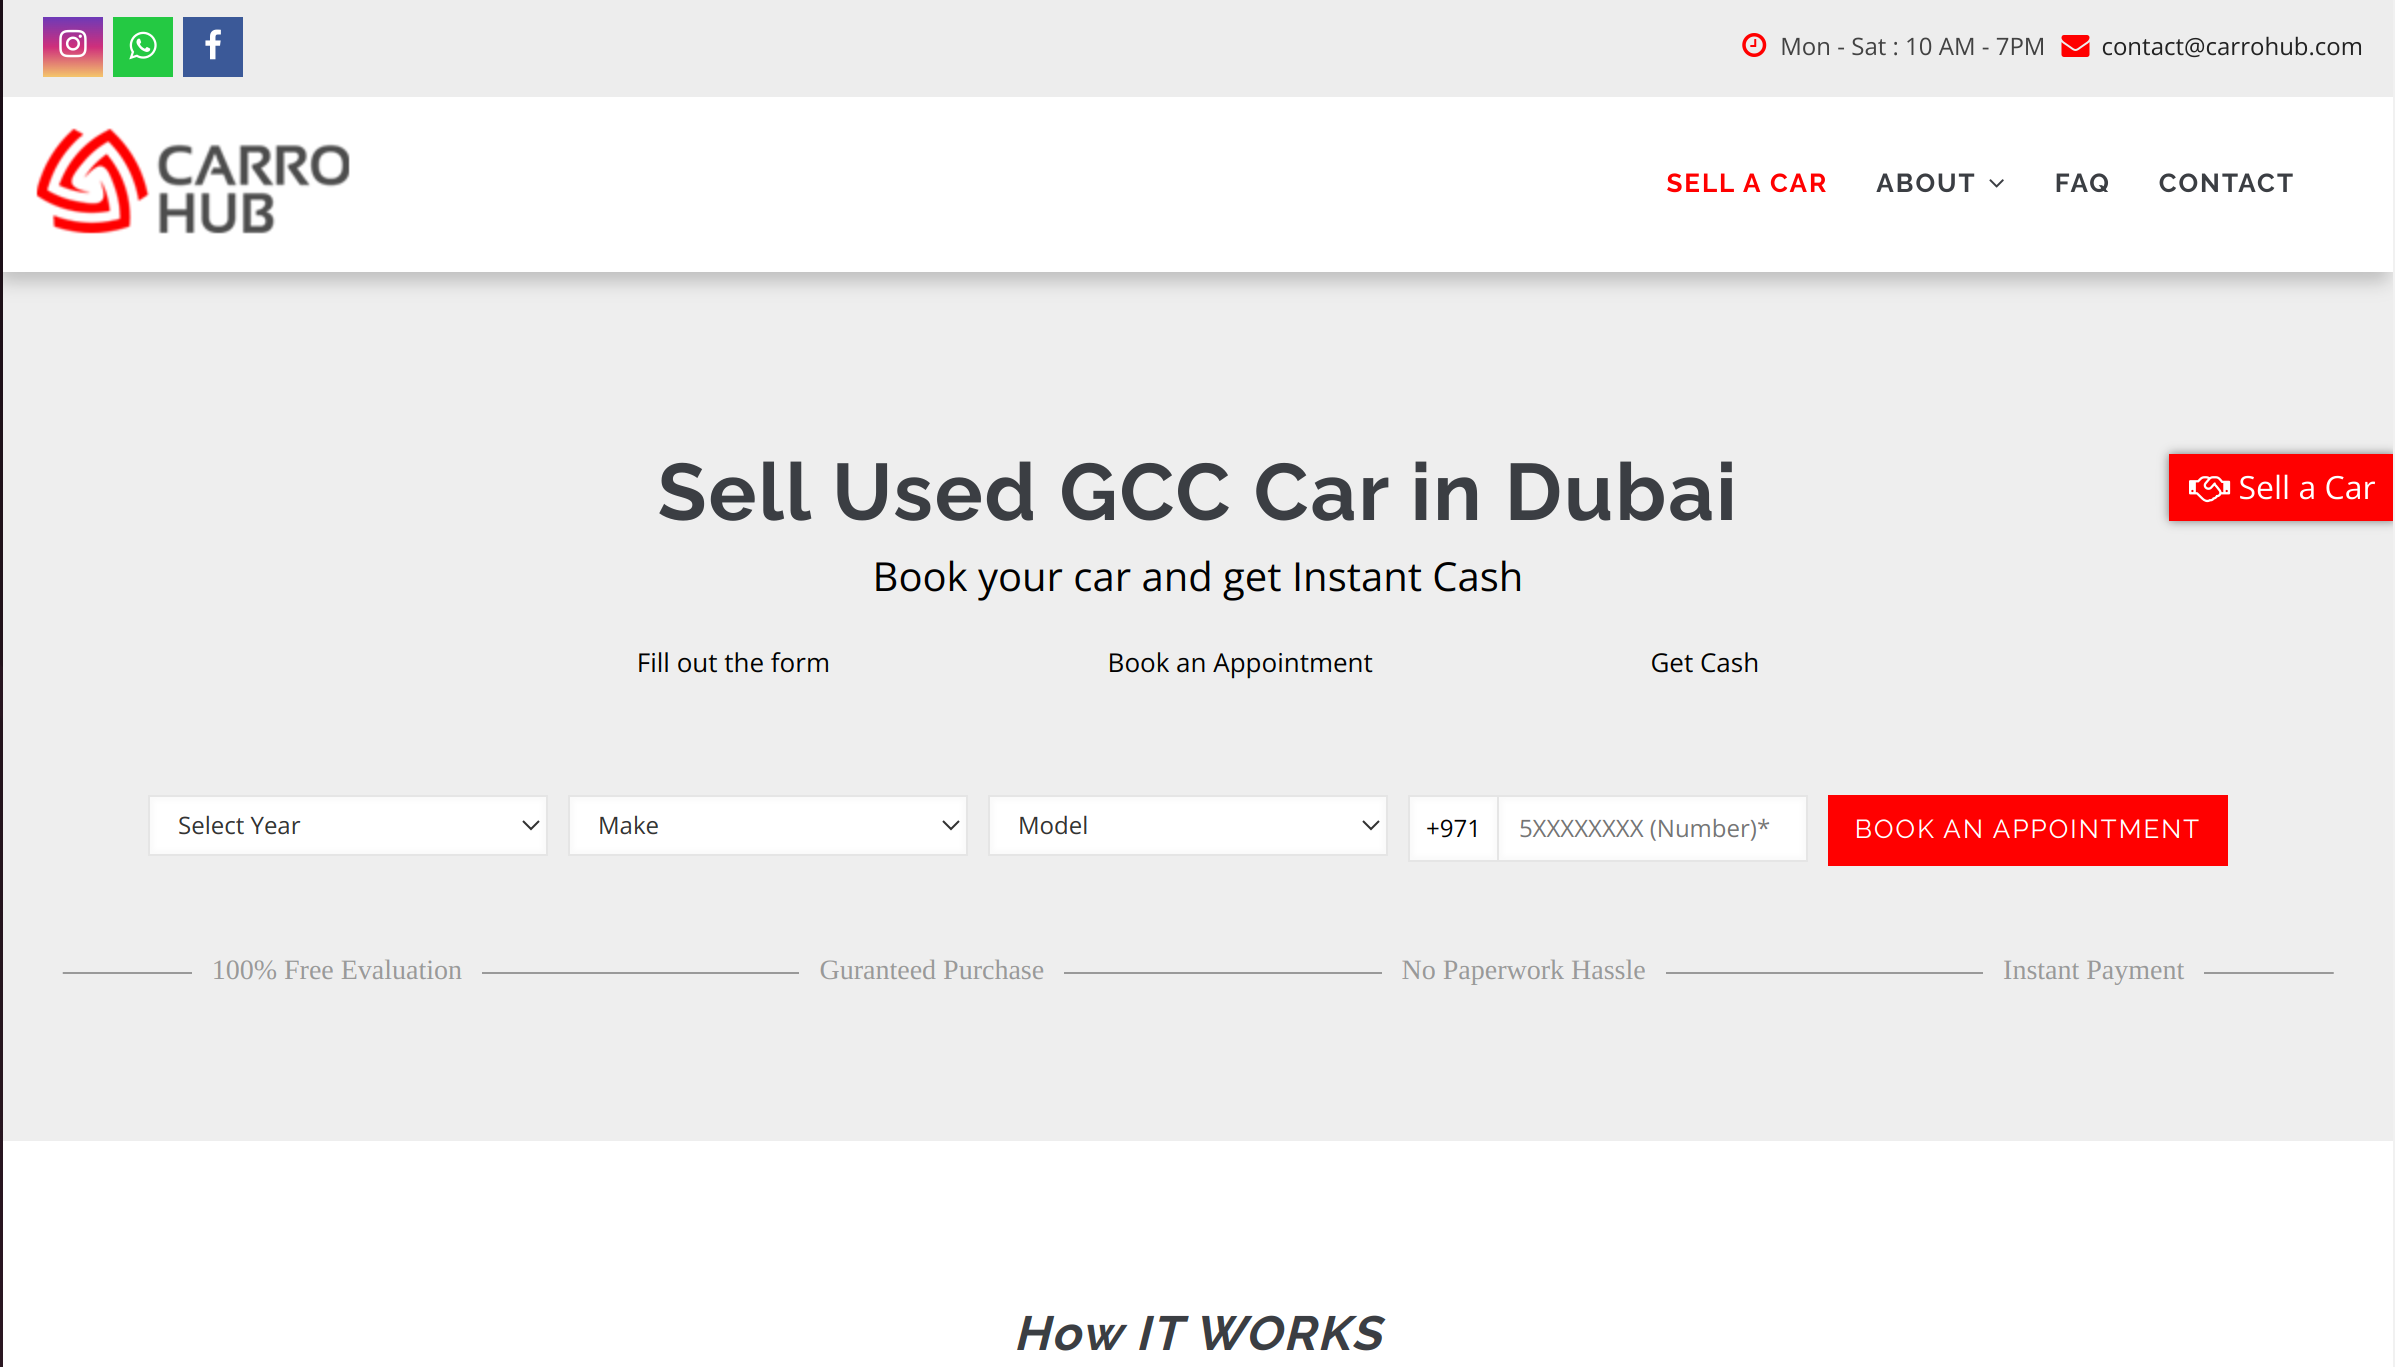 Mon - Sat : 10 AM - 7PM contact@carrohub.com
CARRO
HUB
SELL A CAR ABOUT FAQ CONTACT
Sell Used GCC Car in Dubai
Sell a Car
Book your car and get Instant Cash
Fill out the form Book an Appointment Get Cash
Select Year Make Model +971 5XXXXXXXX (Number)* BOOK AN APPOINTMENT
100% Free Evaluation Guranteed Purchase No Paperwork Hassle Instant Payment
How IT WORKS